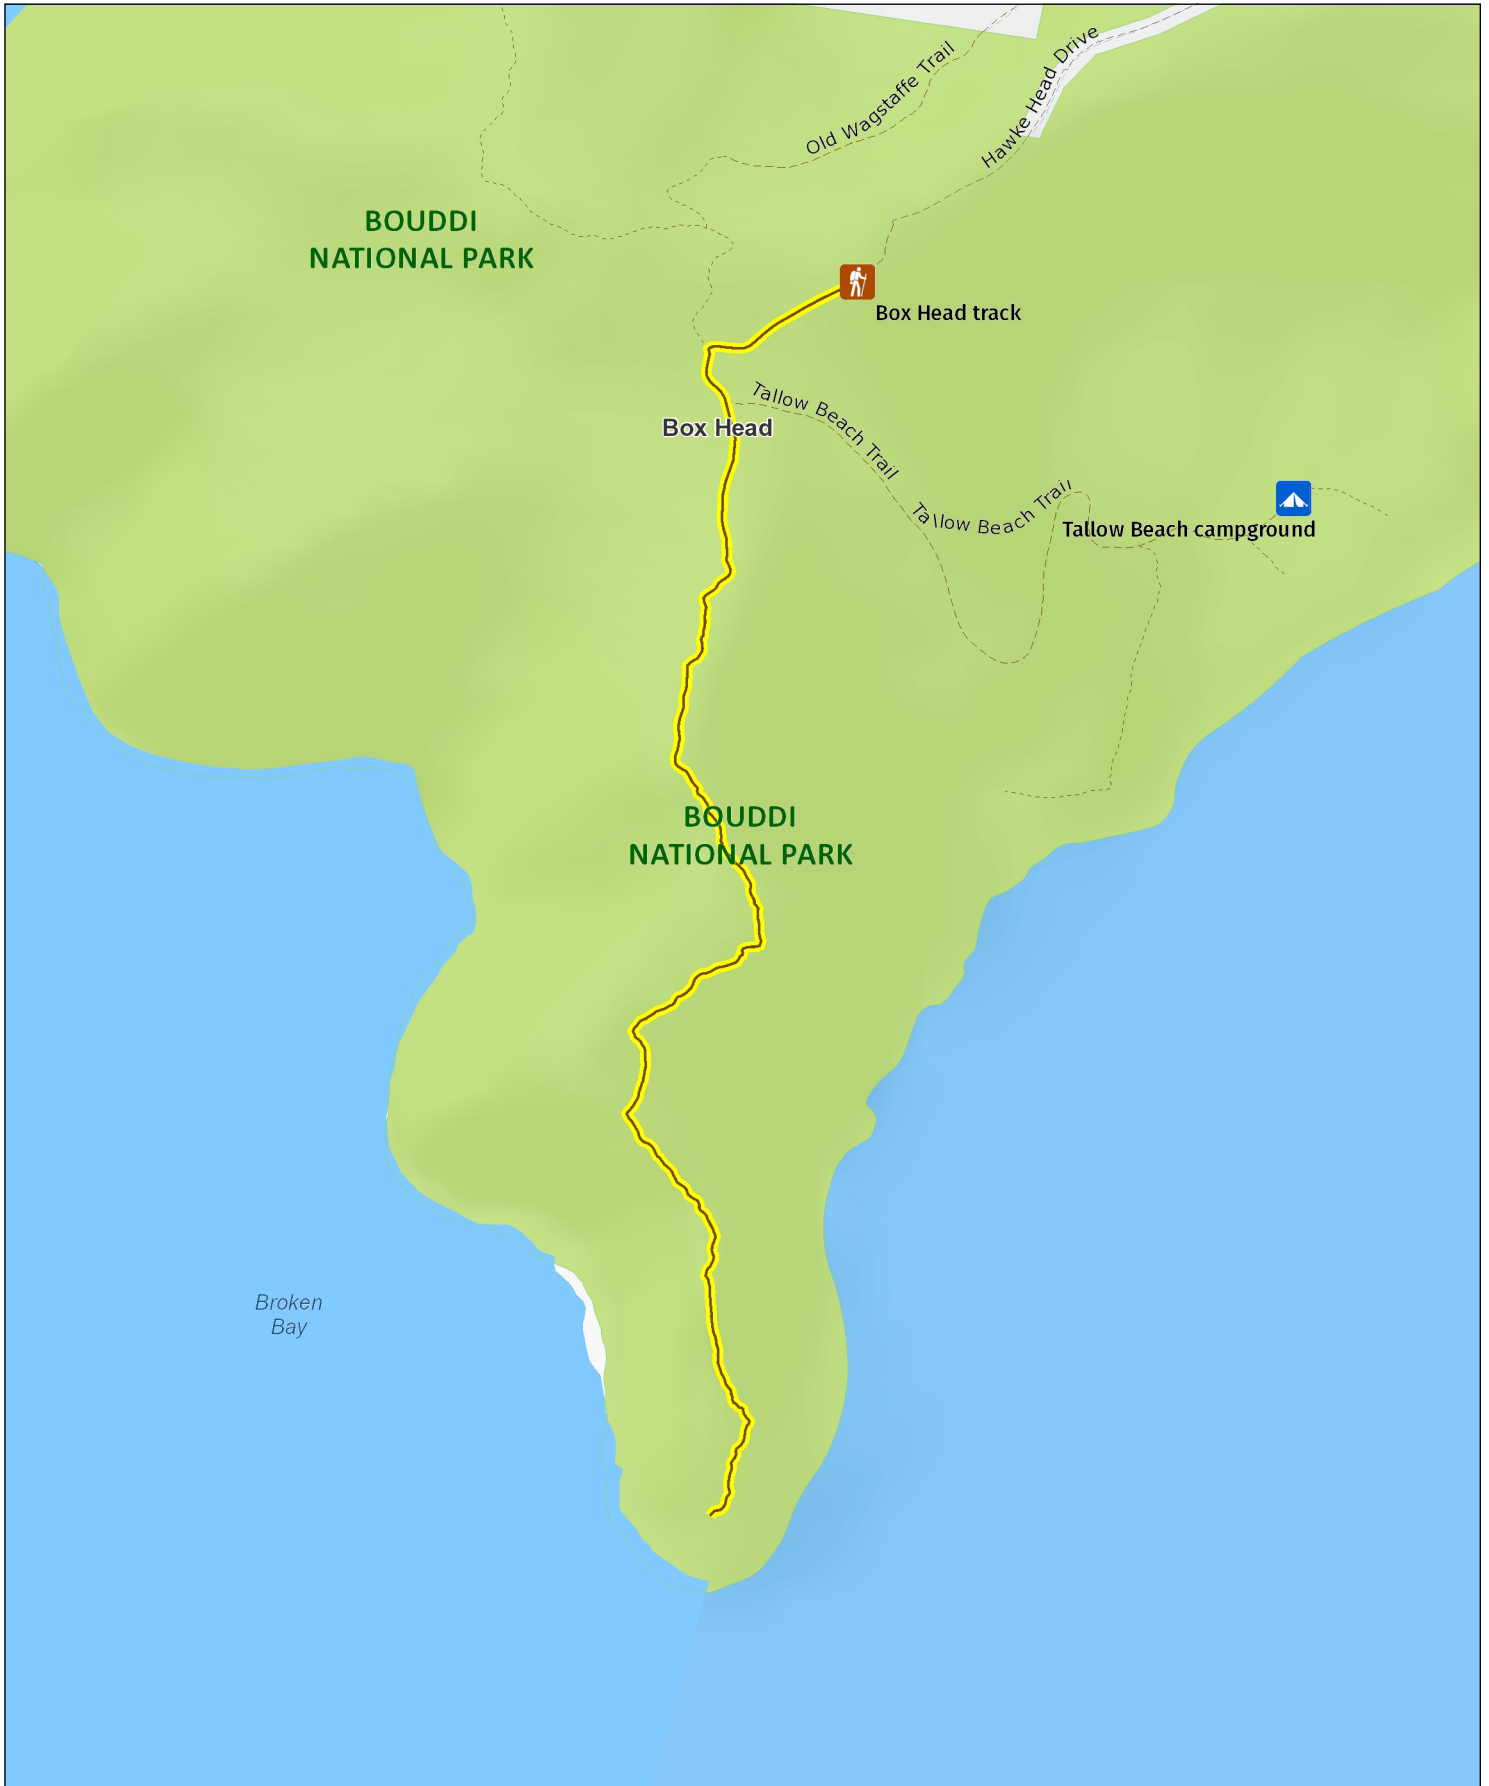 Old Wagstaffe Trail
Hawke Head Drive
BOUDDI
NATIONAL PARK
Box Head track
Tallow Beach Trail
Box Head
Tallow Beach Trail
Tallow Beach campground
BOUDDI
NATIONAL PARK
Broken
Bay